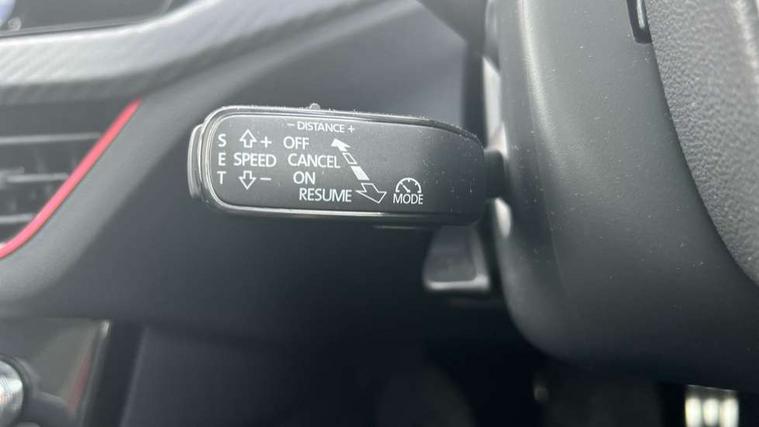 - DISTANCE +
S + OFF
E SPEED CANCEL
T - ON
RESUME MODE